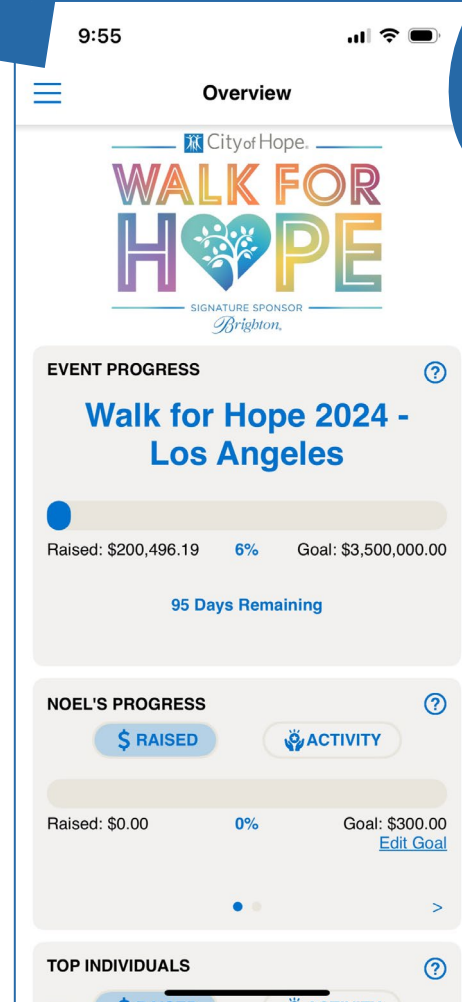 9:55
Overview
City of Hope.
WALK FOR
HOPE
SIGNATURE SPONSOR
Brighton,
EVENT PROGRESS
?
Walk for Hope 2024 -
Los Angeles
Raised: $200,496.19 6% Goal: $3,500,000.00
95 Days Remaining
NOEL'S PROGRESS
?
$ RAISED ACTIVITY
Raised: $0.00 0% Goal: $300.00
Edit Goal
>
TOP INDIVIDUALS
?